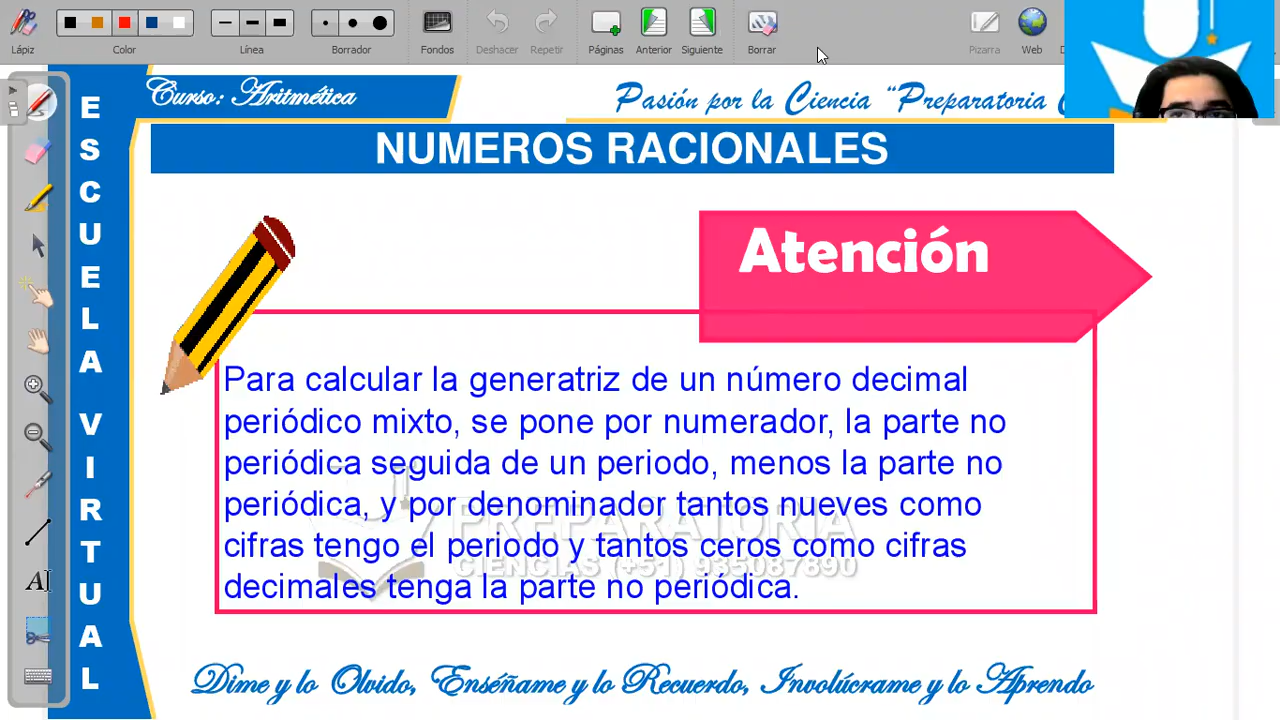 Lápiz
Color
Línea
Borrador
Fondos
Deshacer
Repetir
Páginas
Anterior
Siguiente
Borrar
Pizarra
Web
Curso: Aritmética
Pasión por la Ciencia “Preparatoria
NUMEROS RACIONALES
ESCUELA VIRTUAL
Atención
Para calcular la generatriz de un número decimal
periódico mixto, se pone por numerador, la parte no
periódica seguida de un periodo, menos la parte no
periódica, y por denominador tantos nueves como
cifras tengo el periodo y tantos ceros como cifras
decimales tenga la parte no periódica.
PREPARATORIA
CIENCIAS (+51) 935087890
Dime y lo Olvido, Enséñame y lo Recuerdo, Involúcrame y lo Aprendo